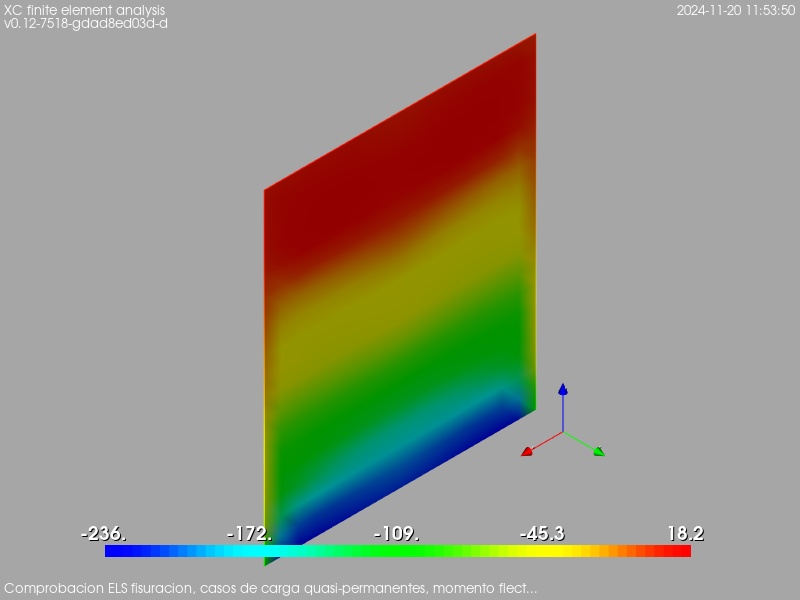 XC finite element analysis
v0.12-7518-gdad8ed03d-d
2024-11-20 11:53:50
-236. -172. -109. -45.3 18.2
Comprobacion ELS fisuracion, casos de carga quasi-permanentes, momento flect...